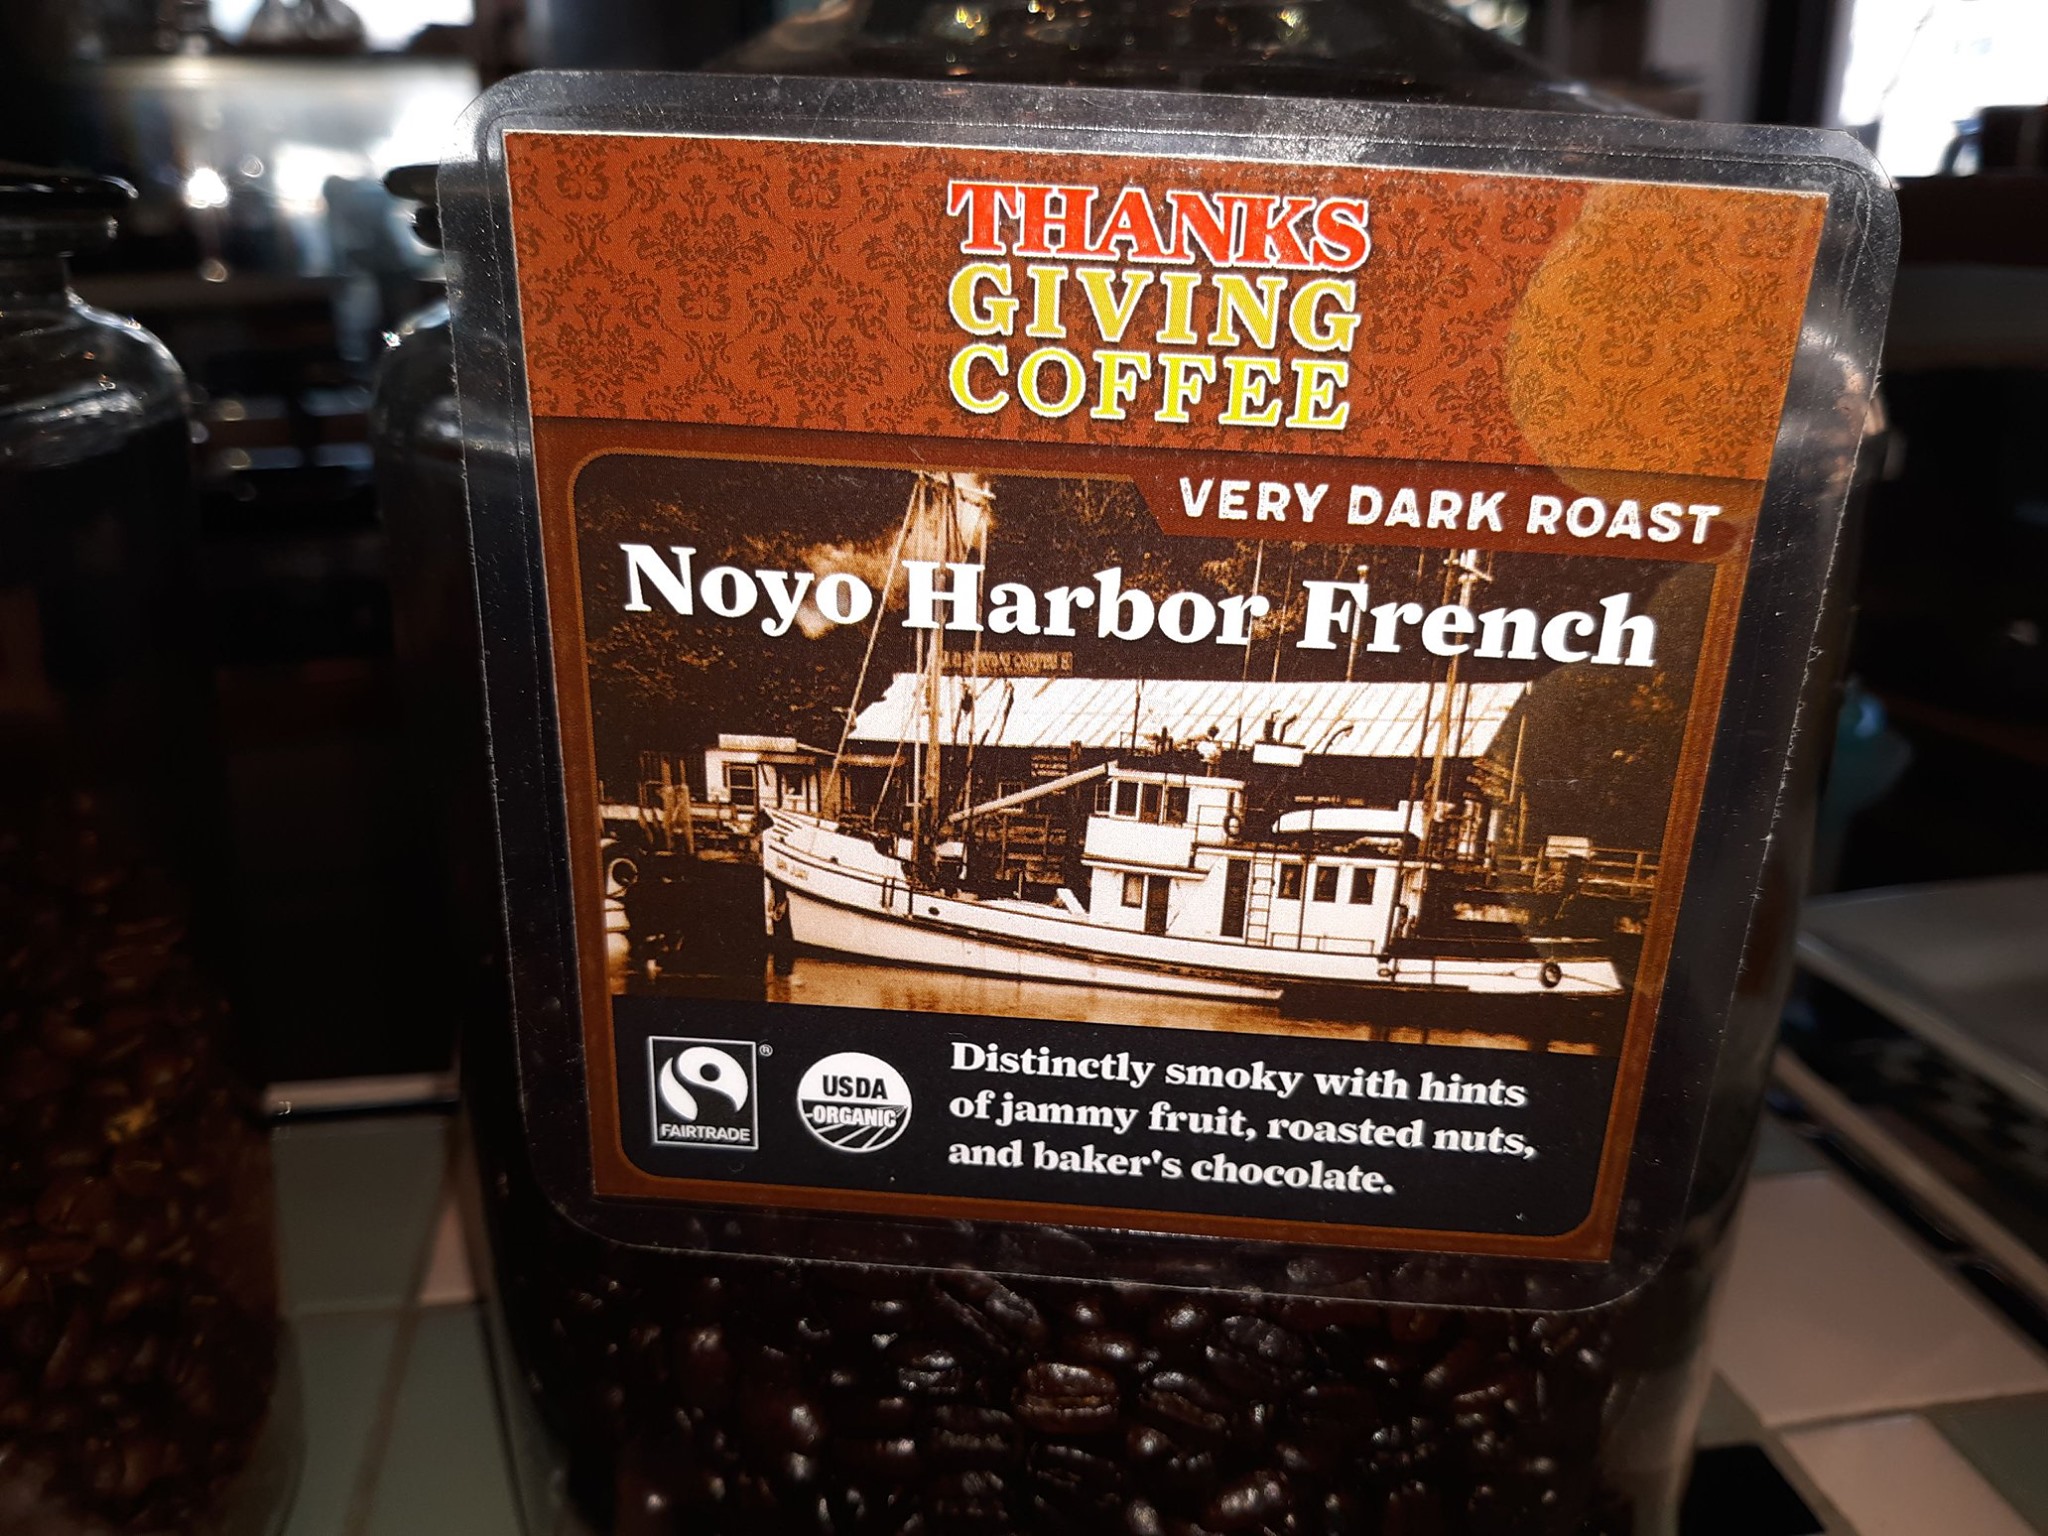 THANKS
GIVING
COFFEE
VERY DARK ROAST
Noyo Harbor French
FAIRTRADE
®
USDA
ORGANIC
Distinctly smoky with hints
of jammy fruit, roasted nuts,
and baker's chocolate.